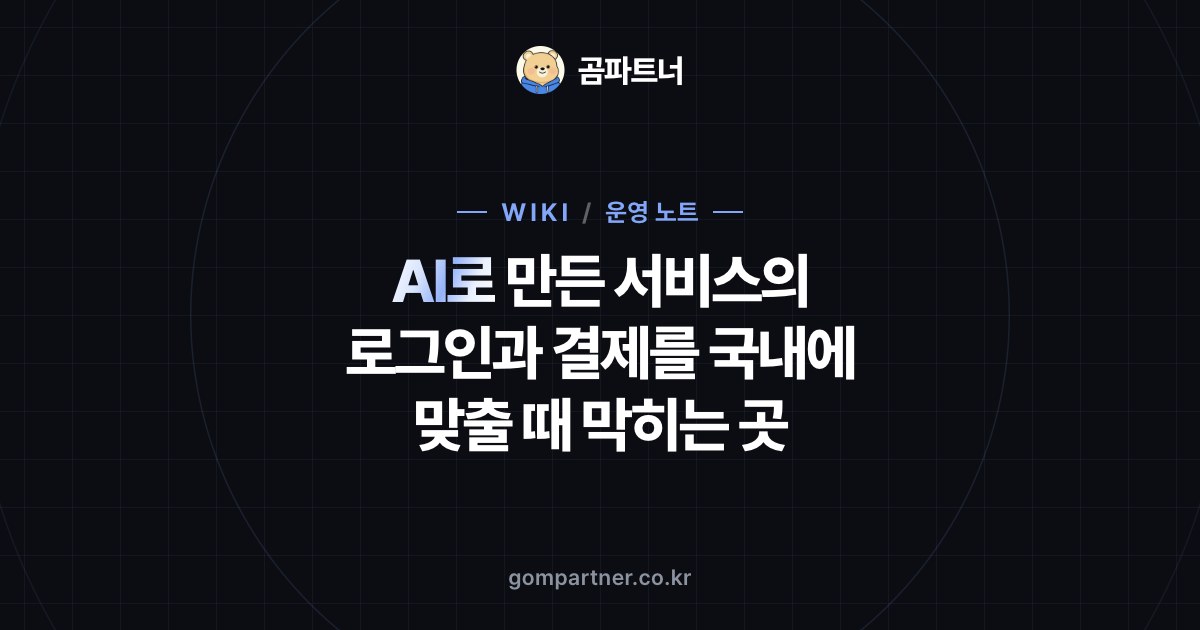 곰파트너
WIKI / 운영 노트
AI로 만든 서비스의
로그인과 결제를 국내에
맞출 때 막히는 곳
gompartner.co.kr